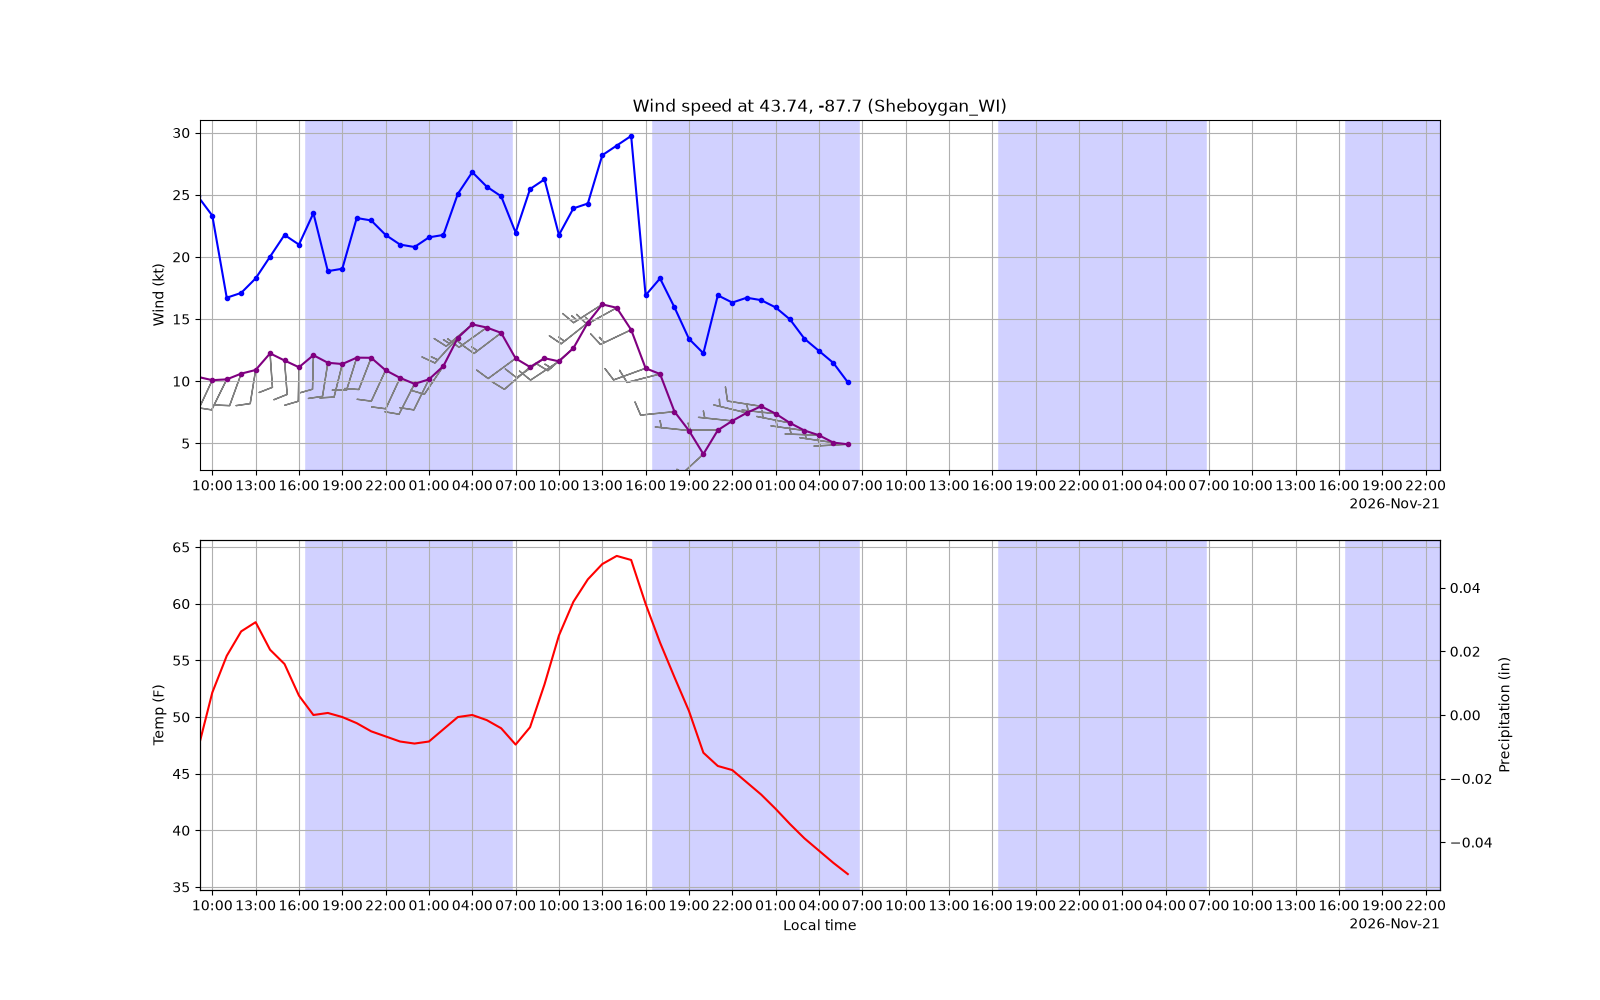 Wind speed at 43.74, -87.7 (Sheboygan_WI)
30
25
20
15
10
5
Wind (kt)
10:00 13:00 16:00 19:00 22:00 01:00 04:00 07:00 10:00 13:00 16:00 19:00 22:00 01:00 04:00 07:00 10:00 13:00 16:00 19:00 22:00 01:00 04:00 07:00 10:00 13:00 16:00 19:00 22:00
2026-Nov-21
65
60
55
50
45
40
35
Temp (F)
0.04
0.02
0.00
−0.02
−0.04
Precipitation (in)
10:00 13:00 16:00 19:00 22:00 01:00 04:00 07:00 10:00 13:00 16:00 19:00 22:00 01:00 04:00 07:00 10:00 13:00 16:00 19:00 22:00 01:00 04:00 07:00 10:00 13:00 16:00 19:00 22:00
Local time
2026-Nov-21